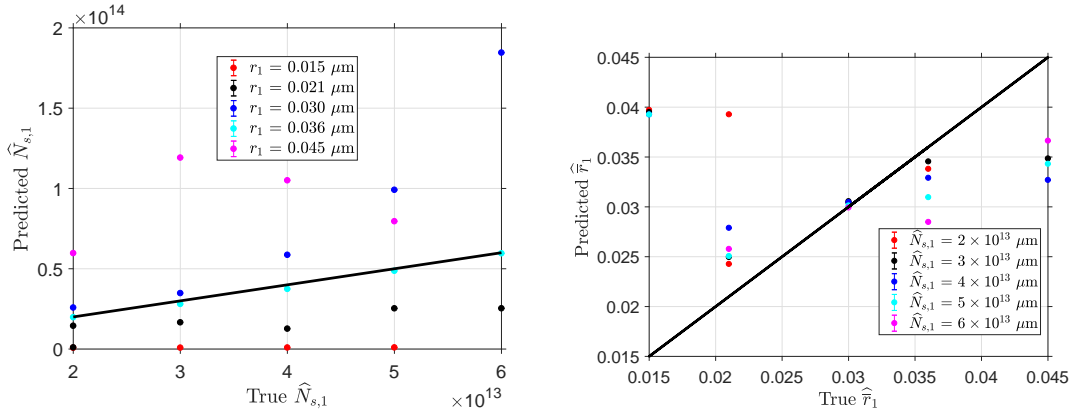 ×10^14
2
1.5
1
0.5
0
2 3 4 5 6
×10^13
Predicted N̂_{s,1}
True N̂_{s,1}
r_1 = 0.015 μm
r_1 = 0.021 μm
r_1 = 0.030 μm
r_1 = 0.036 μm
r_1 = 0.045 μm
0.045
0.04
0.035
0.03
0.025
0.02
0.015
0.015 0.02 0.025 0.03 0.035 0.04 0.045
Predicted r̄̂_1
True r̄̂_1
N̂_{s,1} = 2 × 10^13 μm
N̂_{s,1} = 3 × 10^13 μm
N̂_{s,1} = 4 × 10^13 μm
N̂_{s,1} = 5 × 10^13 μm
N̂_{s,1} = 6 × 10^13 μm